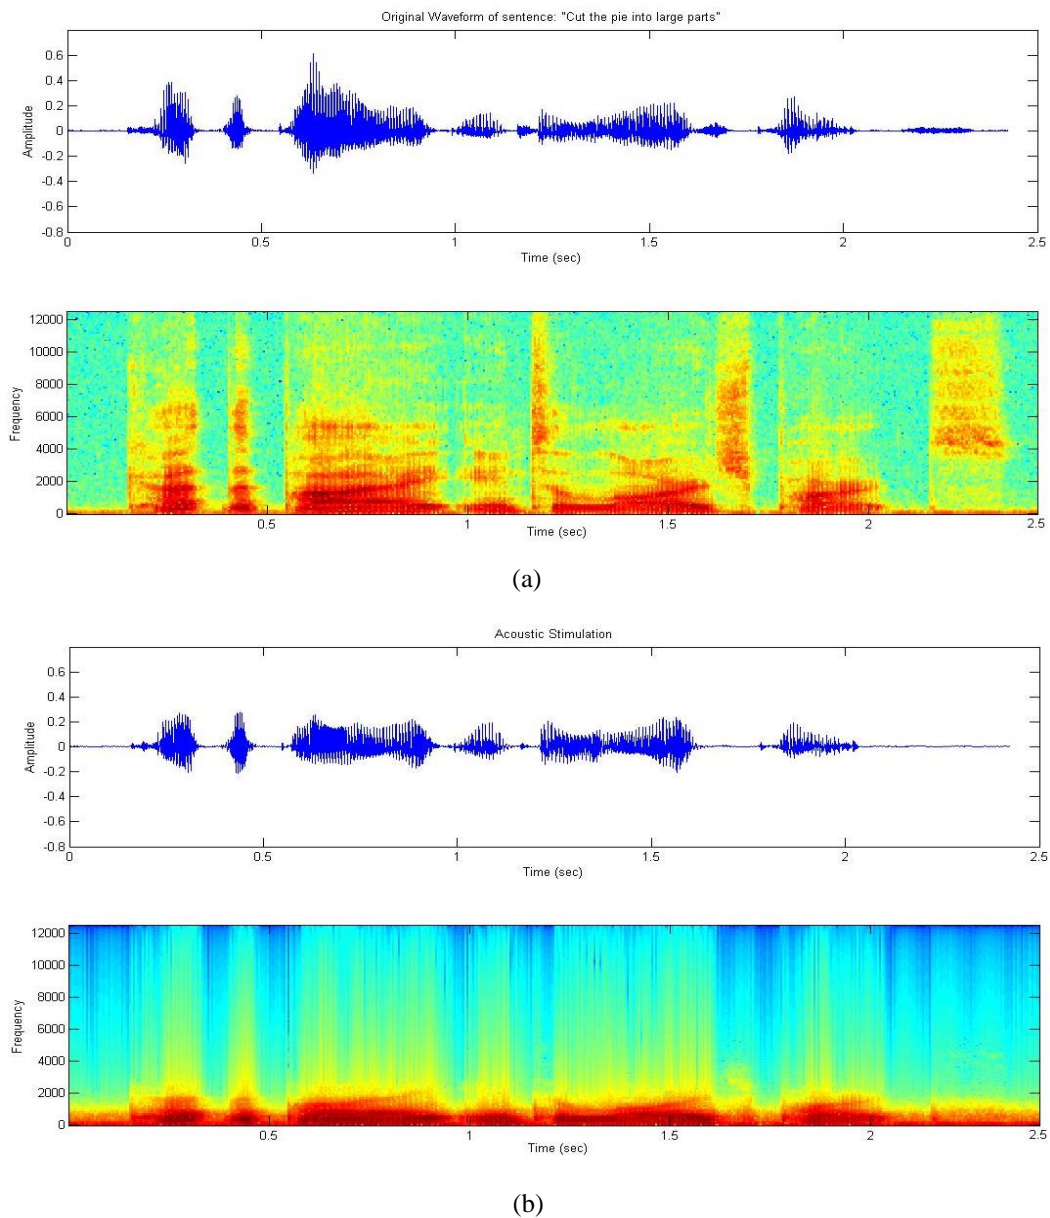 Original Waveform of sentence: "Cut the pie into large parts"
0.6
0.4
0.2
0
-0.2
-0.4
-0.6
-0.8
Amplitude
0 0.5 1 1.5 2 2.5
Time (sec)
12000
10000
8000
6000
4000
2000
0
Frequency
0.5 1 1.5 2 2.5
Time (sec)
(a)
Acoustic Stimulation
0.6
0.4
0.2
0
-0.2
-0.4
-0.6
-0.8
Amplitude
0 0.5 1 1.5 2 2.5
Time (sec)
12000
10000
8000
6000
4000
2000
0
Frequency
0.5 1 1.5 2 2.5
Time (sec)
(b)